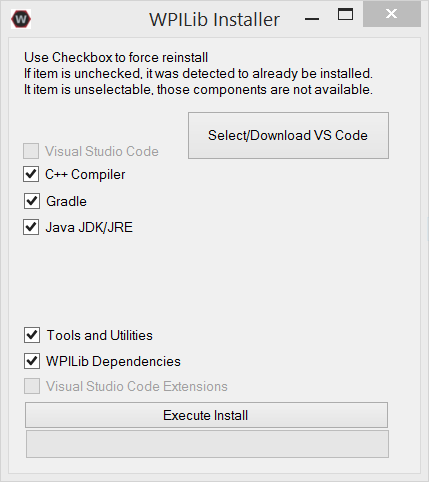 W
WPILib Installer
Use Checkbox to force reinstall
If item is unchecked, it was detected to already be installed.
It item is unselectable, those components are not available.
Select/Download VS Code
Visual Studio Code
C++ Compiler
Gradle
Java JDK/JRE
Tools and Utilities
WPILib Dependencies
Visual Studio Code Extensions
Execute Install